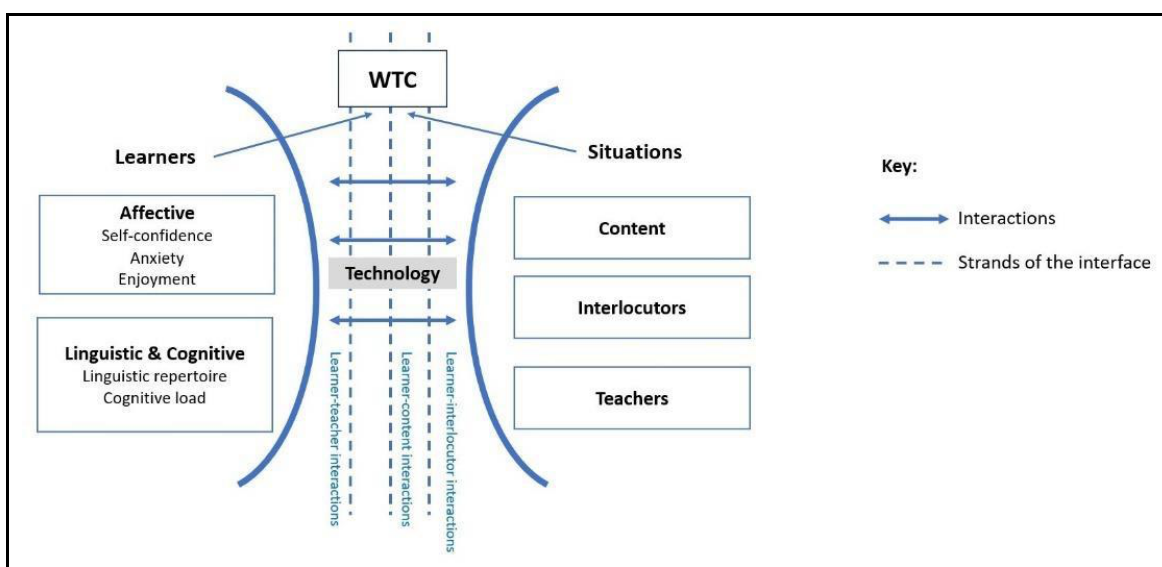 WTC
Learners
Situations
Affective
Self-confidence
Anxiety
Enjoyment
Linguistic & Cognitive
Linguistic repertoire
Cognitive load
Technology
Learner-teacher interactions
Learner-content interactions
Learner-interlocutor interactions
Content
Interlocutors
Teachers
Key:
Interactions
Strands of the interface